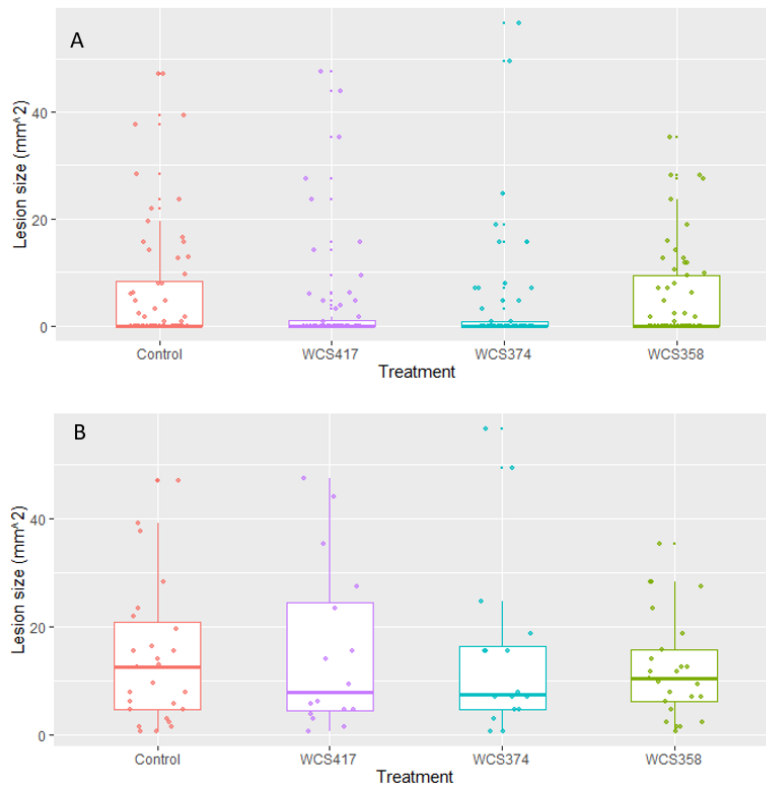 A
Lesion size (mm^2)
40
20
0
Control WCS417 WCS374 WCS358
Treatment
B
Lesion size (mm^2)
40
20
0
Control WCS417 WCS374 WCS358
Treatment